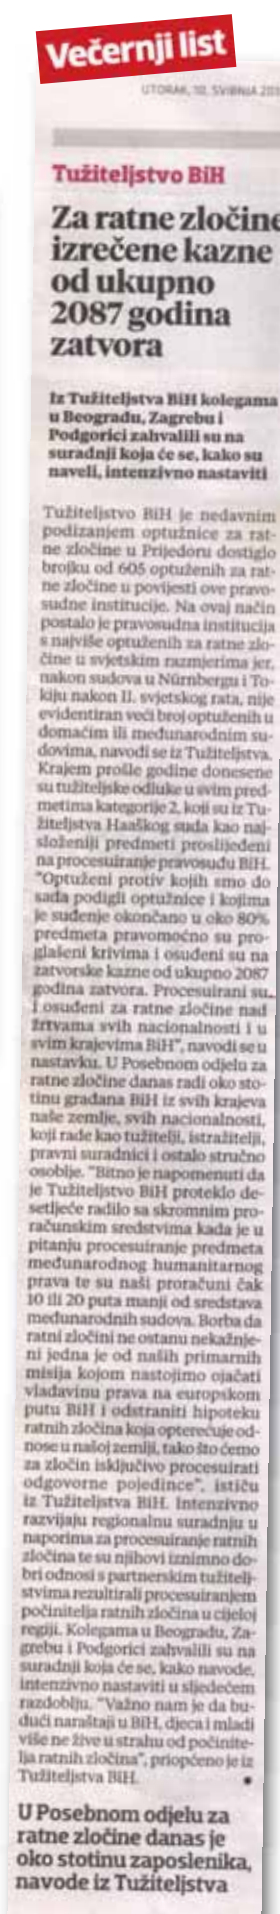 Večernji list
UTORAK, 10. SVIBNJA 201
Tužiteljstvo BiH
Za ratne zločine
izrečene kazne
od ukupno
2087 godina
zatvora
Iz Tužiteljstva BiH kolegama
u Beogradu, Zagrebu i
Podgorici zahvalili su na
suradnji koja će se, kako su
naveli, intenzivno nastaviti
Tužiteljstvo BiH je nedavnim
podizanjem optužnice za rat-
ne zločine u Prijedoru dostiglo
brojku od 605 optuženih za rat-
ne zločine u povijesti ove pravo-
sudne institucije. Na ovaj način
postalo je pravosudna institucija
s najviše optuženih za ratne zlo-
čine u svjetskim razmjerima jer,
nakon sudova u Nürnbergu i To-
kiju nakon II. svjetskog rata, nije
evidentiran veći broj optuženih u
domaćim ili međunarodnim su-
dovima, navodi se iz Tužiteljstva.
Krajem prošle godine donesene
su tužiteljske odluke u svim pred-
metima kategorije 2, koji su iz Tu-
žiteljstva Haaškog suda kao naj-
složeniji predmeti proslijeđeni
na procesuiranje pravosuđu BiH.
"Optuženi protiv kojih smo do
sada podigli optužnice i kojima
je suđenje okončano u oko 80%
predmeta pravomoćno su pro-
glašeni krivima i osuđeni su na
zatvorske kazne od ukupno 2087
godina zatvora. Procesuirani su
i osuđeni za ratne zločine nad
žrtvama svih nacionalnosti i u
svim krajevima BiH", navodi se u
nastavku. U Posebnom odjelu za
ratne zločine danas radi oko sto-
tinu građana BiH iz svih krajeva
naše zemlje, svih nacionalnosti,
koji rade kao tužitelji, istražitelji,
pravni suradnici i ostalo stručno
osoblje. "Bitno je napomenuti da
je Tužiteljstvo BiH proteklo de-
setljeće radilo sa skromnim pro-
računskim sredstvima kada je u
pitanju procesuiranje predmeta
međunarodnog humanitarnog
prava te su naši proračuni čak
10 ili 20 puta manji od sredstava
međunarodnih sudova. Borba da
ratni zločini ne ostanu nekažnje-
ni jedna je od naših primarnih
misija kojom nastojimo ojačati
vladavinu prava na europskom
putu BiH i odstraniti hipoteku
ratnih zločina koja opterećuje od-
nose u našoj zemlji, tako što ćemo
za zločin isključivo procesuirati
odgovorne pojedince", ističu
iz Tužiteljstva BiH. Intenzivno
razvijaju regionalnu suradnju u
naporima za procesuiranje ratnih
zločina te su njihovi iznimno do-
bri odnosi s partnerskim tužitelj-
stvima rezultirali procesuiranjem
počinitelja ratnih zločina u cijeloj
regiji. Kolegama u Beogradu, Za-
grebu i Podgorici zahvalili su na
suradnji koja će se, kako navode,
intenzivno nastaviti u sljedećem
razdoblju. "Važno nam je da bu-
dući naraštaji u BiH, djeca i mladi
više ne žive u strahu od počinite-
lja ratnih zločina", priopćeno je iz
Tužiteljstva BiH.
U Posebnom odjelu za
ratne zločine danas je
oko stotinu zaposlenika,
navode iz Tužiteljstva